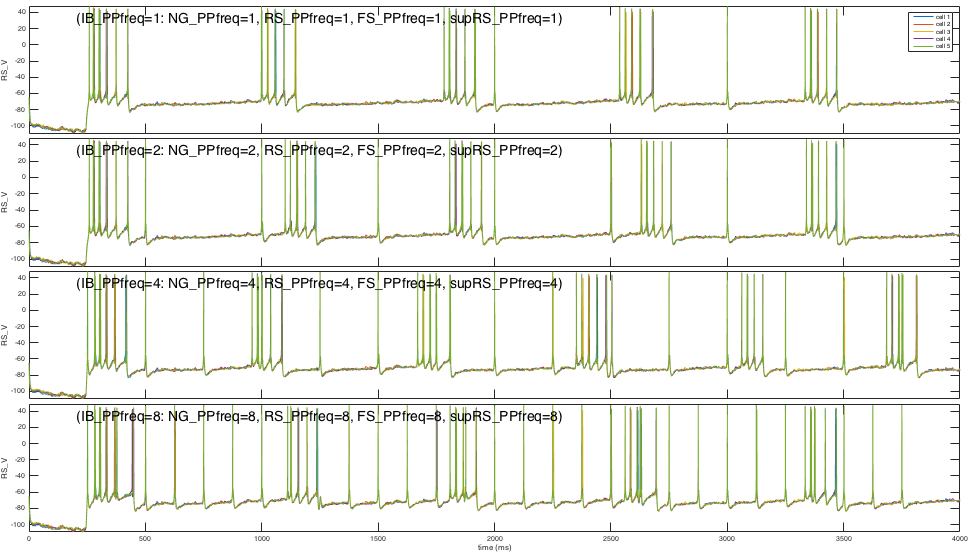 (IB_PPfreq=1: NG_PPfreq=1, RS_PPfreq=1, FS_PPfreq=1, supRS_PPfreq=1)
cell 1
cell 2
cell 3
cell 4
cell 5
RS_V
40
20
0
-20
-40
-60
-80
-100
(IB_PPfreq=2: NG_PPfreq=2, RS_PPfreq=2, FS_PPfreq=2, supRS_PPfreq=2)
RS_V
40
20
0
-20
-40
-60
-80
-100
(IB_PPfreq=4: NG_PPfreq=4, RS_PPfreq=4, FS_PPfreq=4, supRS_PPfreq=4)
RS_V
40
20
0
-20
-40
-60
-80
-100
(IB_PPfreq=8: NG_PPfreq=8, RS_PPfreq=8, FS_PPfreq=8, supRS_PPfreq=8)
RS_V
40
20
0
-20
-40
-60
-80
-100
0 500 1000 1500 2000 2500 3000 3500 4000
time (ms)